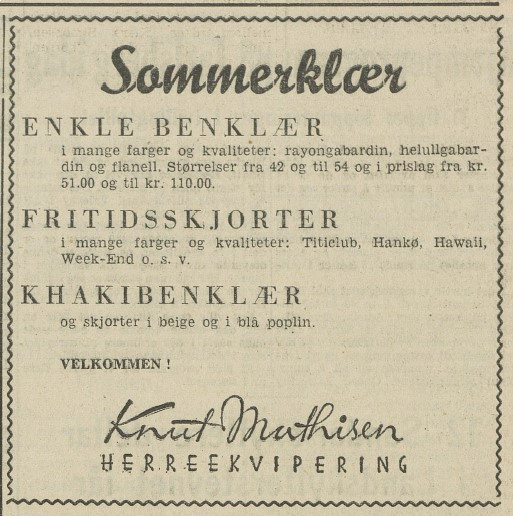 Sommerklær
ENKLE BENKLÆR
i mange farger og kvaliteter: rayongabardin, helullgabar-
din og flanell. Størrelser fra 42 og til 54 og i prislag fra kr.
51.00 og til kr. 110.00.
FRITIDSSKJORTER
i mange farger og kvaliteter: Titiclub, Hankø, Hawaii,
Week-End o. s. v.
KHAKIBENKLÆR
og skjorter i beige og i blå poplin.
VELKOMMEN !
Knut Mathisen
HERREEKVIPERING